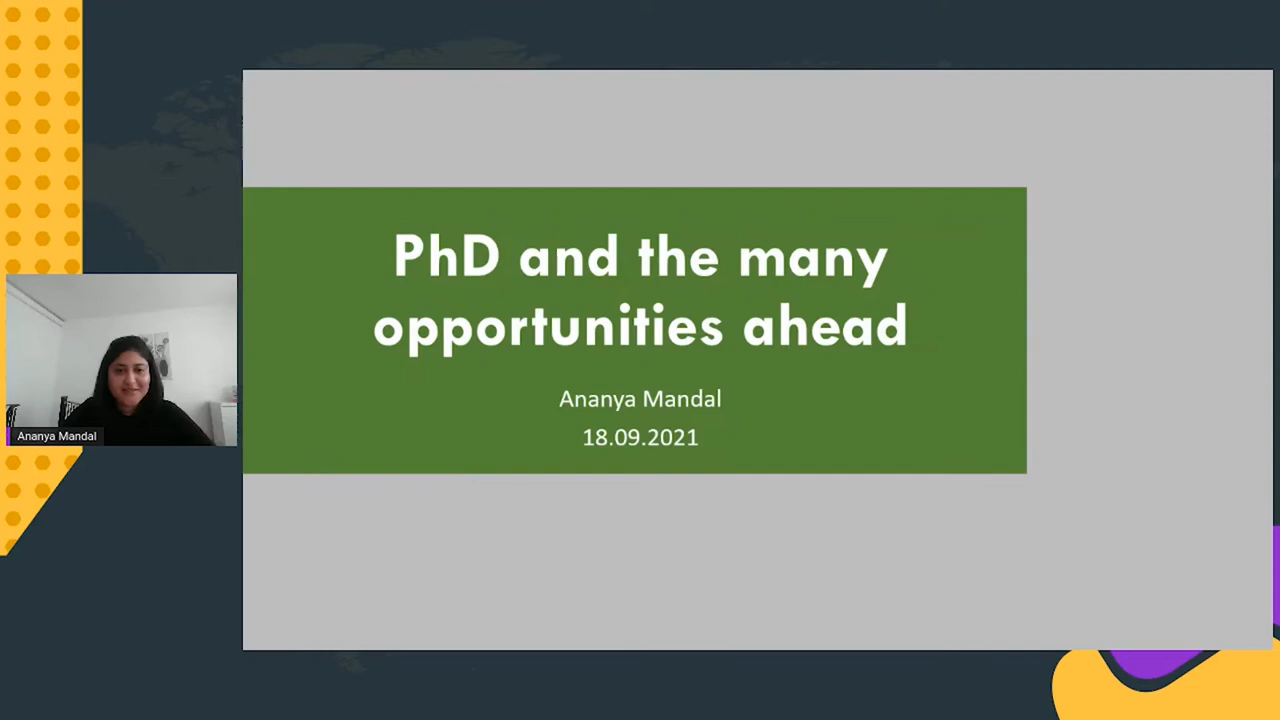 PhD and the many
opportunities ahead
Ananya Mandal
18.09.2021
Ananya Mandal